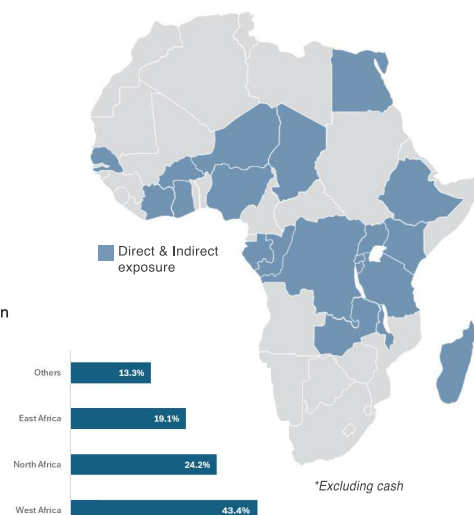 Direct & Indirect
exposure
n
Others
13.3%
East Africa
19.1%
North Africa
24.2%
West Africa
43.4%
*Excluding cash